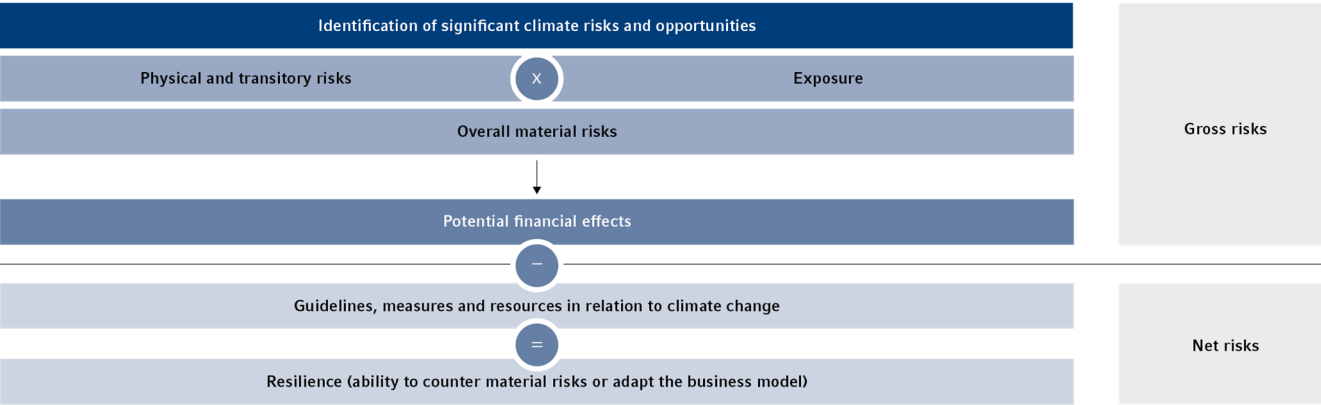 Identification of significant climate risks and opportunities
Physical and transitory risks
x
Exposure
Overall material risks
Gross risks
Potential financial effects
–
Guidelines, measures and resources in relation to climate change
=
Net risks
Resilience (ability to counter material risks or adapt the business model)